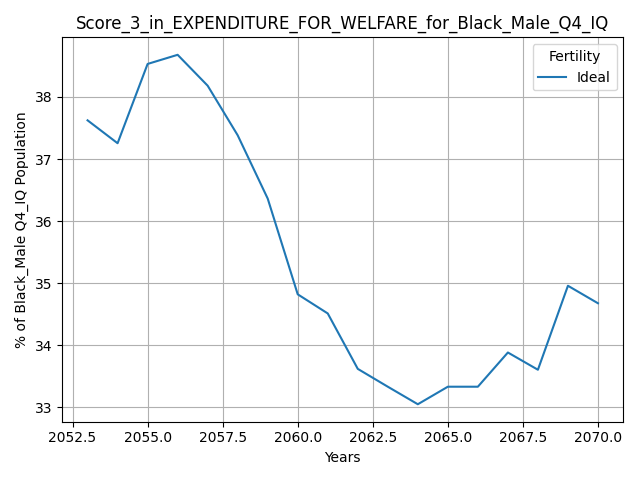 Score_3_in_EXPENDITURE_FOR_WELFARE_for_Black_Male_Q4_IQ
Fertility
Ideal
38
37
36
35
34
33
% of Black_Male Q4_IQ Population
2052.5 2055.0 2057.5 2060.0 2062.5 2065.0 2067.5 2070.0
Years